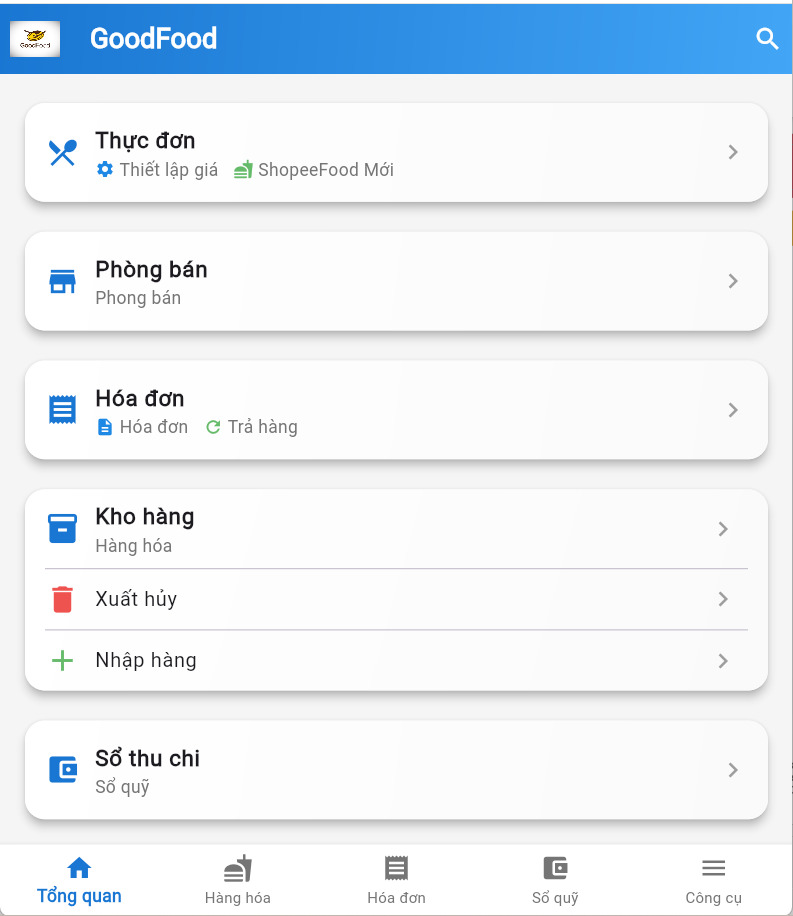 GoodFood
GoodFood
Thực đơn
Thiết lập giá ShopeeFood Mới
Phòng bán
Phong bán
Hóa đơn
Hóa đơn Trả hàng
Kho hàng
Hàng hóa
Xuất hủy
Nhập hàng
Sổ thu chi
Sổ quỹ
Tổng quan Hàng hóa Hóa đơn Sổ quỹ Công cụ